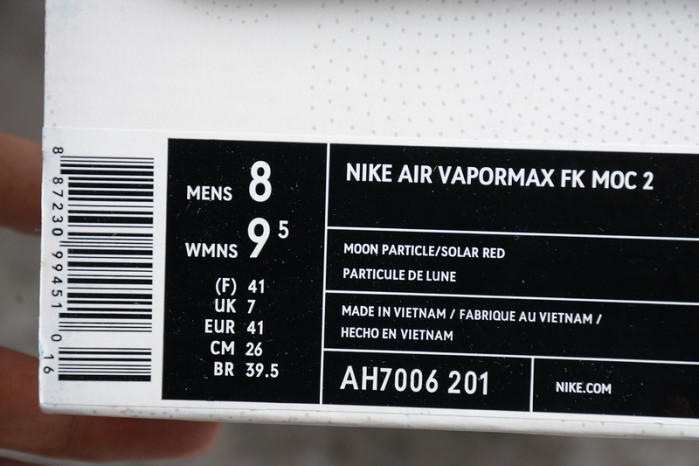 8 87230 99451 0 16
MENS 8
WMNS 9 5
(F) 41
UK 7
EUR 41
CM 26
BR 39.5
NIKE AIR VAPORMAX FK MOC 2
MOON PARTICLE/SOLAR RED
PARTICULE DE LUNE
MADE IN VIETNAM / FABRIQUE AU VIETNAM /
HECHO EN VIETNAM
AH7006 201
NIKE.COM